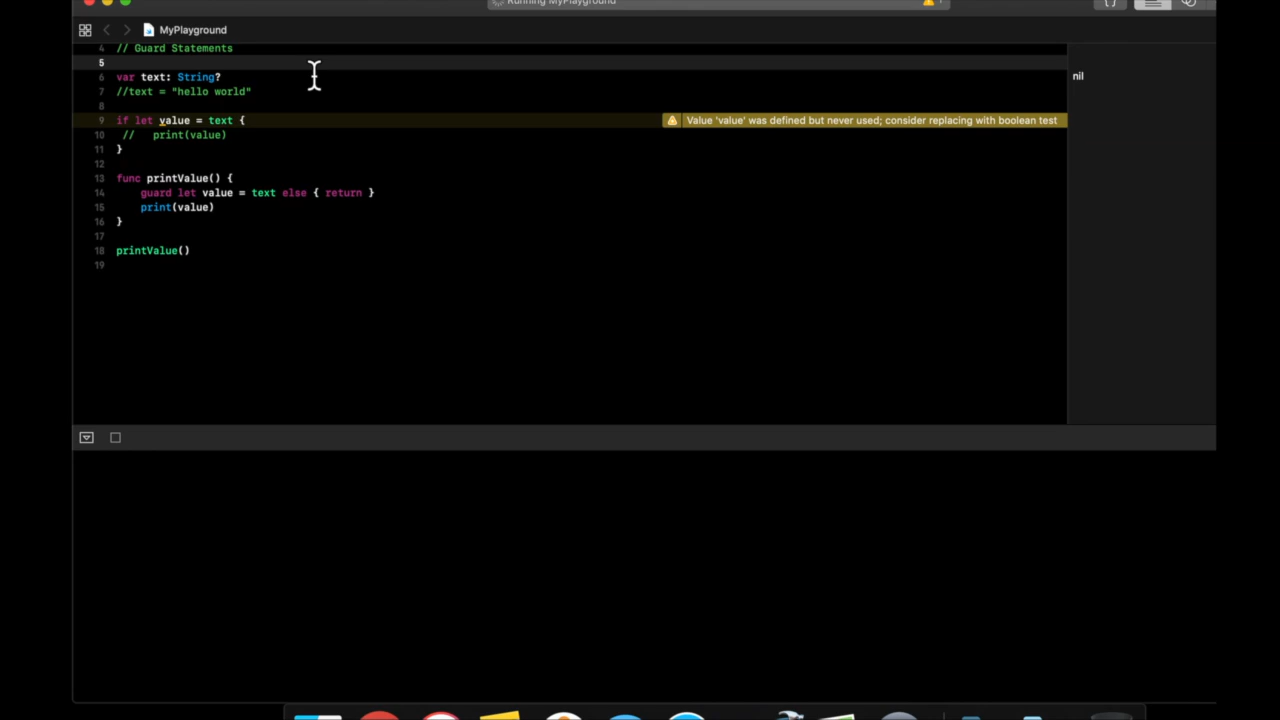 Running MyPlayground
MyPlayground
4 // Guard Statements
5
6 var text: String?
nil
7 //text = "hello world"
8
9 if let value = text {
Value 'value' was defined but never used; consider replacing with boolean test
10 //   print(value)
11 }
12
13 func printValue() {
14     guard let value = text else { return }
15     print(value)
16 }
17
18 printValue()
19